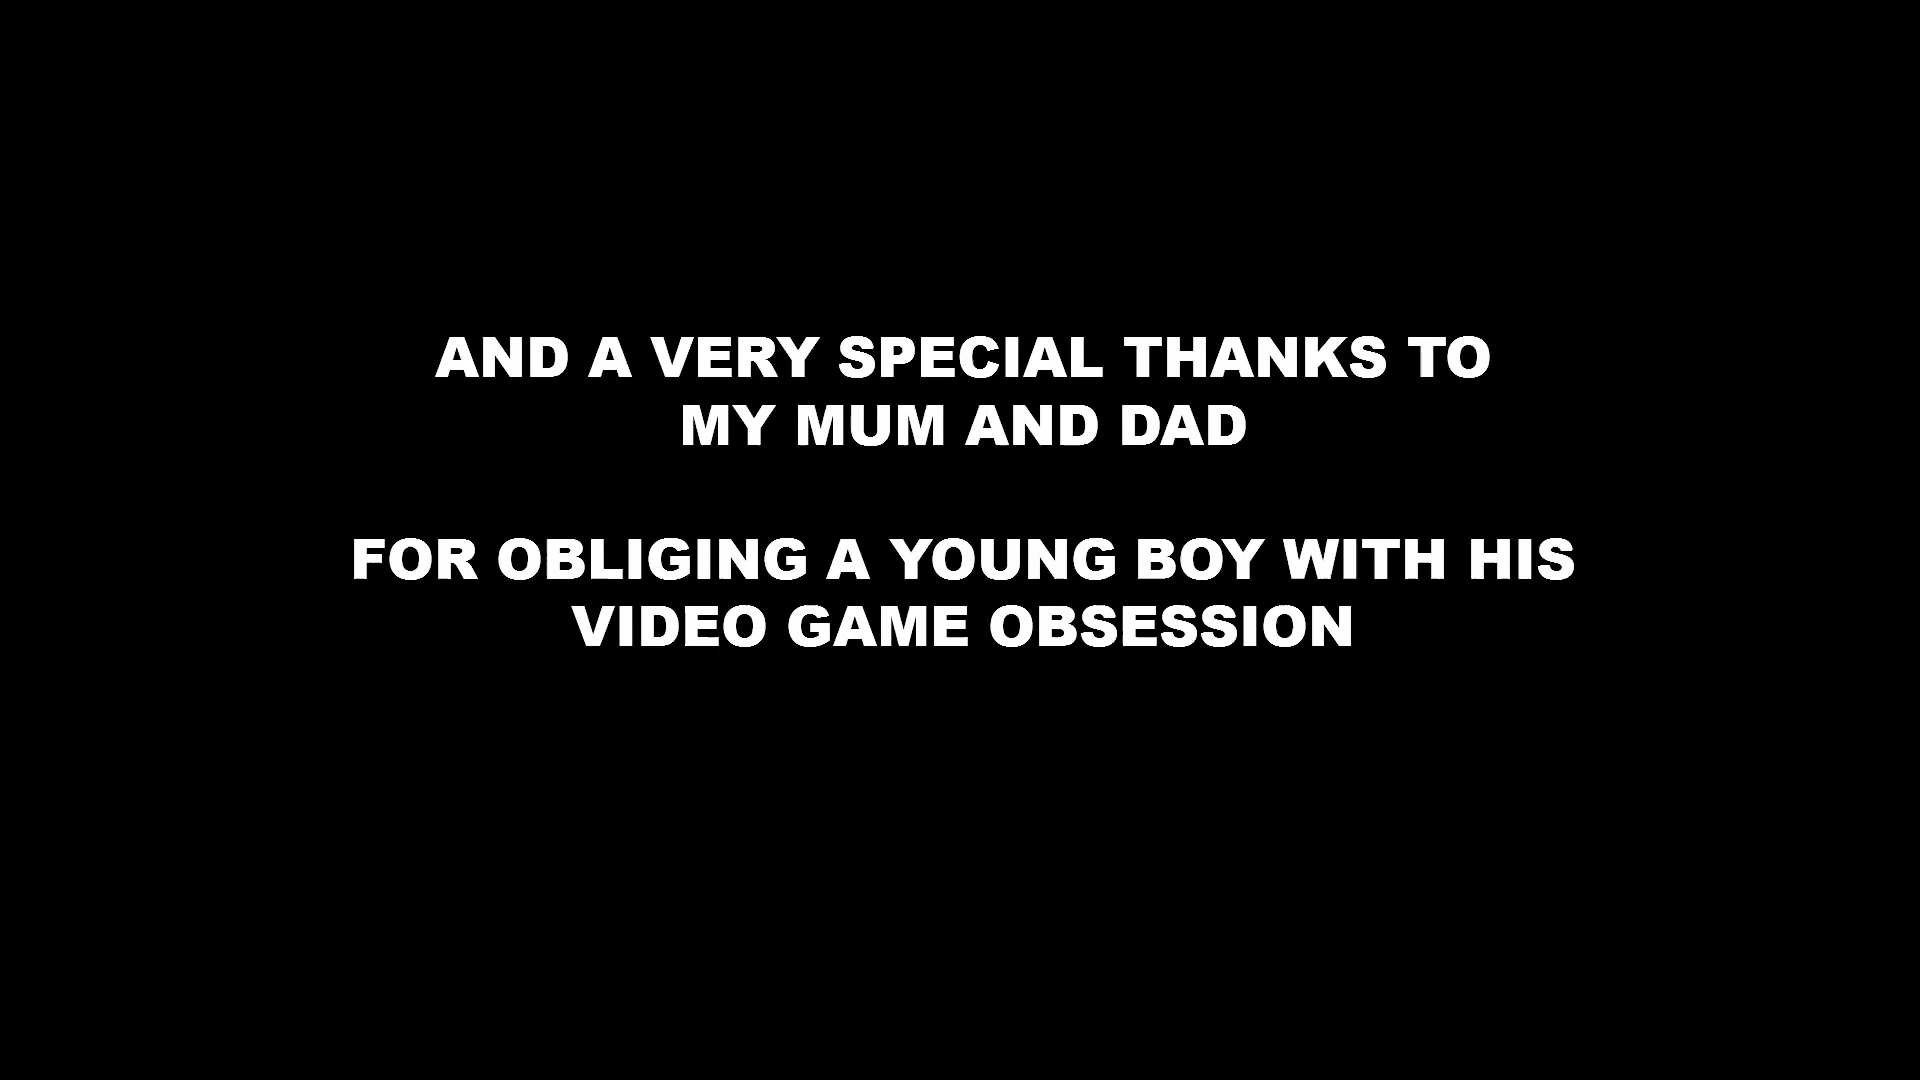 AND A VERY SPECIAL THANKS TO
MY MUM AND DAD
FOR OBLIGING A YOUNG BOY WITH HIS
VIDEO GAME OBSESSION